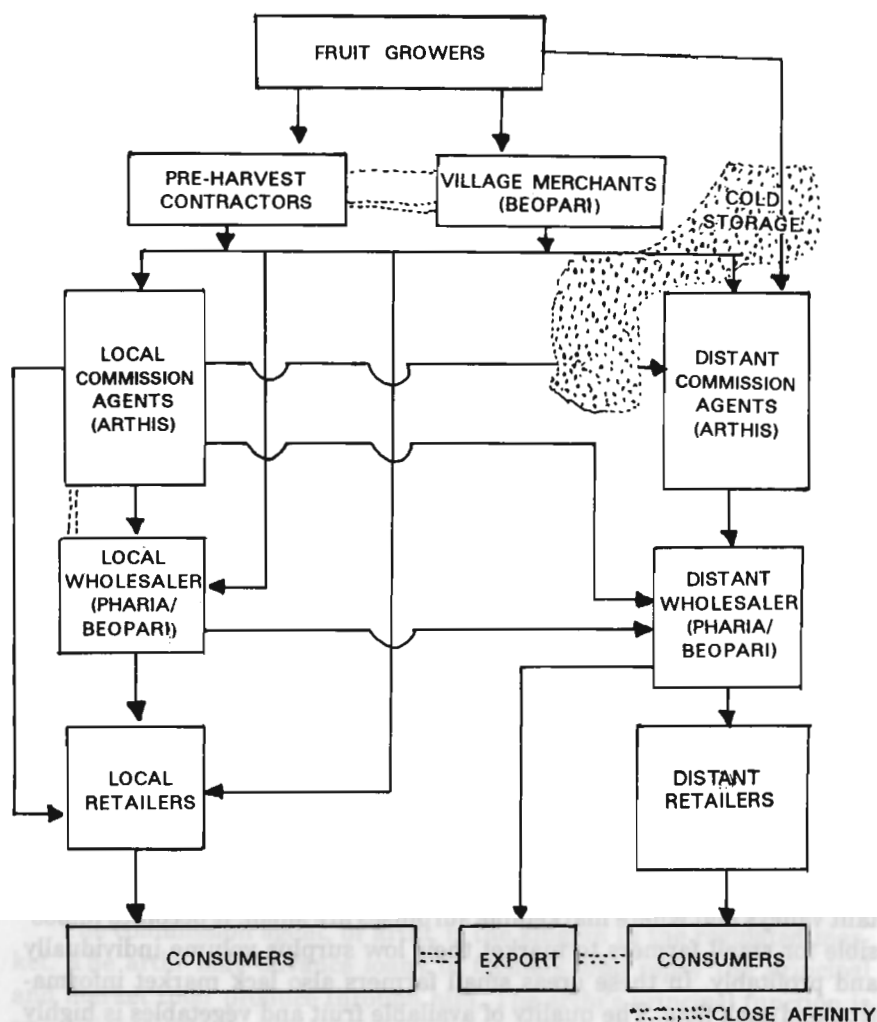 FRUIT GROWERS
PRE-HARVEST
CONTRACTORS
VILLAGE MERCHANTS
(BEOPARI)
COLD
STORAGE
LOCAL
COMMISSION
AGENTS
(ARTHIS)
DISTANT
COMMISSION
AGENTS
(ARTHIS)
LOCAL
WHOLESALER
(PHARIA/
BEOPARI)
DISTANT
WHOLESALER
(PHARIA/
BEOPARI)
LOCAL
RETAILERS
DISTANT
RETAILERS
CONSUMERS
EXPORT
CONSUMERS
CLOSE AFFINITY